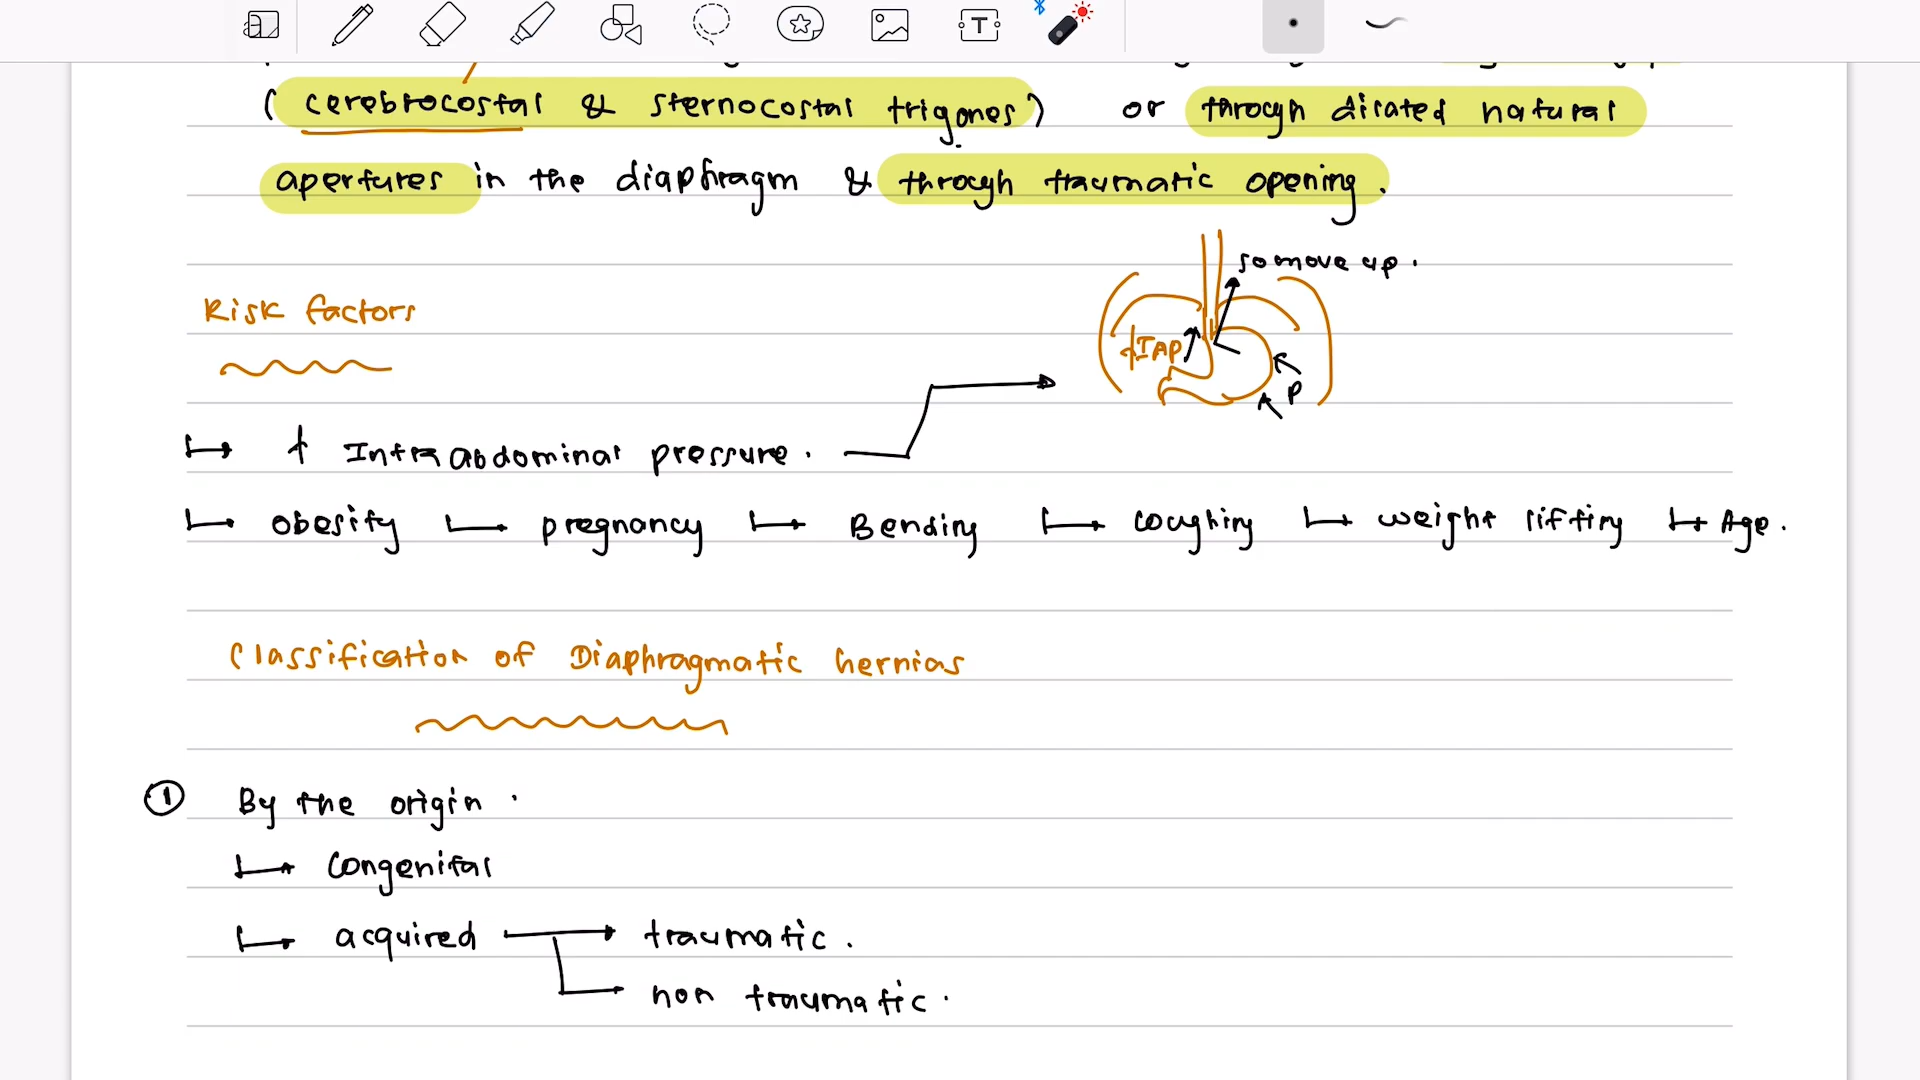 (cerebrocostal & sternocostal trigones) or throgh dilated natural
apertures in the diaphragm & throgh traumatic opening.
so move up.
Risk factors
↑IAP
P
↑ Intra abdominal pressure.
obesity pregnancy Bending coughing weight lifting Age.
Classification of Diaphragmatic hernias
① By the origin.
congenital
acquired → traumatic.
non traumatic.